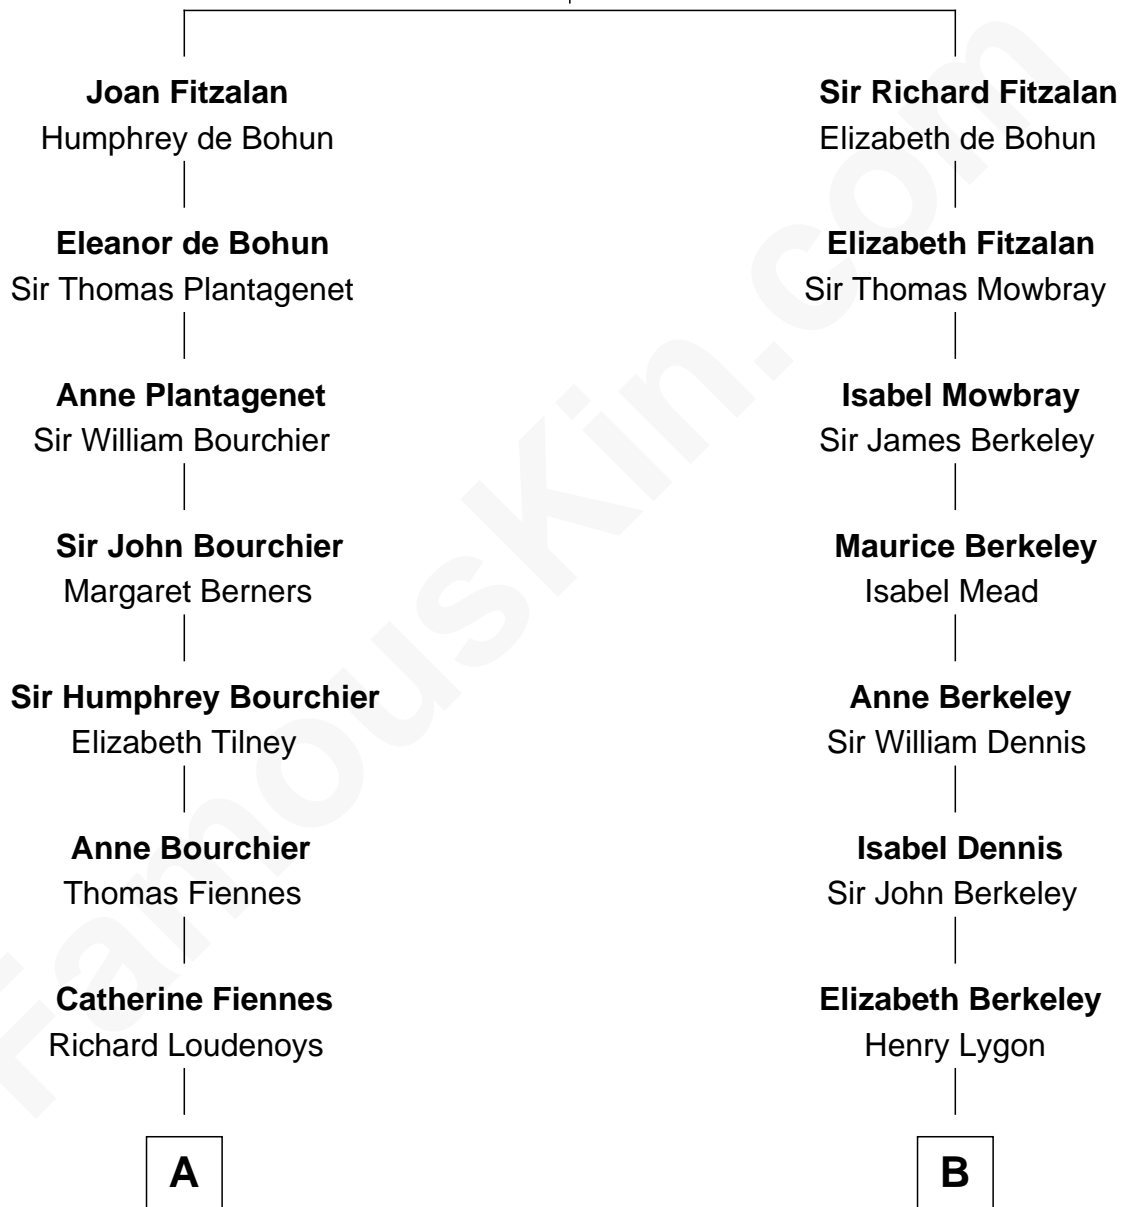 Joan Fitzalan
Humphrey de Bohun
Eleanor de Bohun
Sir Thomas Plantagenet
Anne Plantagenet
Sir William Bourchier
Sir John Bourchier
Margaret Berners
Sir Humphrey Bourchier
Elizabeth Tilney
Anne Bourchier
Thomas Fiennes
Catherine Fiennes
Richard Loudenoys
A
Sir Richard Fitzalan
Elizabeth de Bohun
Elizabeth Fitzalan
Sir Thomas Mowbray
Isabel Mowbray
Sir James Berkeley
Maurice Berkeley
Isabel Mead
Anne Berkeley
Sir William Dennis
Isabel Dennis
Sir John Berkeley
Elizabeth Berkeley
Henry Lygon
B
FamousKin.com